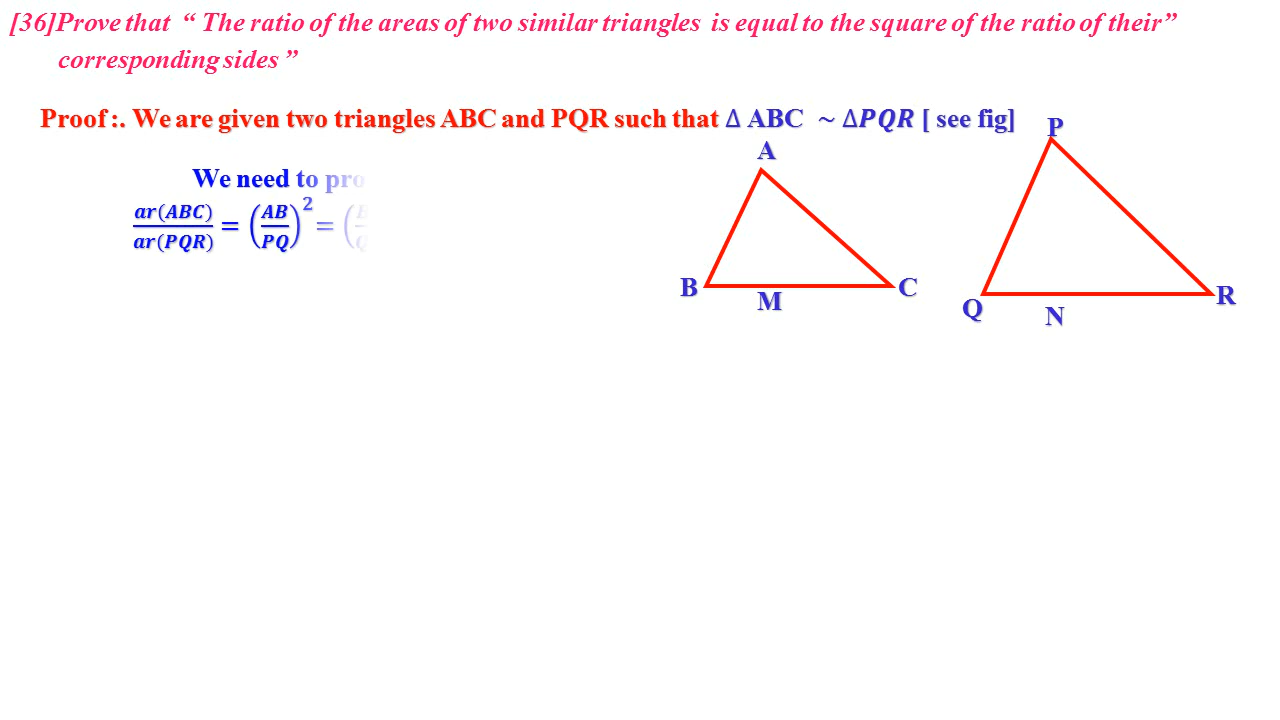 [36]Prove that “ The ratio of the areas of two similar triangles is equal to the square of the ratio of their”
corresponding sides ”
Proof :. We are given two triangles ABC and PQR such that ∆ ABC ~ ∆PQR [ see fig]
P
A
We need to
ar(ABC)/ar(PQR) = (AB/PQ)² =
B
M
C
Q
N
R